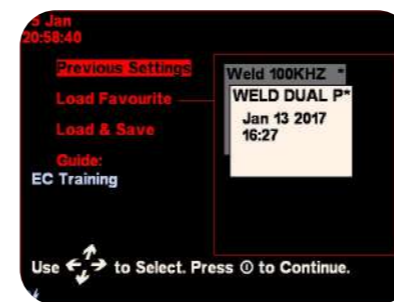 Jan
20:58:40
Previous Settings
Load Favourite
Load & Save
Guide:
EC Training
Weld 100KHZ *
WELD DUAL P*
Jan 13 2017
16:27
Use to Select. Press to Continue.